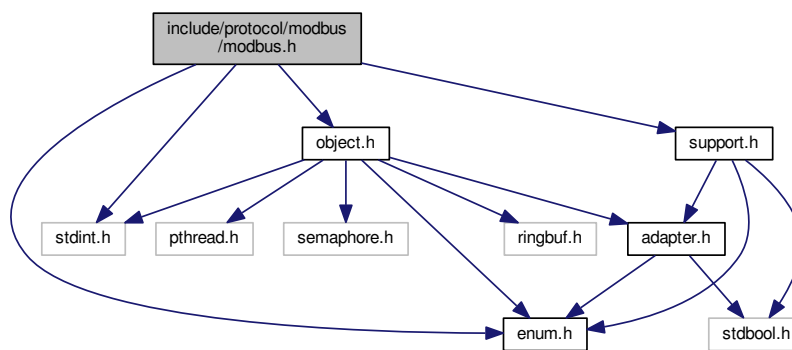 include/protocol/modbus
/modbus.h
object.h
support.h
stdint.h
pthread.h
semaphore.h
ringbuf.h
adapter.h
enum.h
stdbool.h